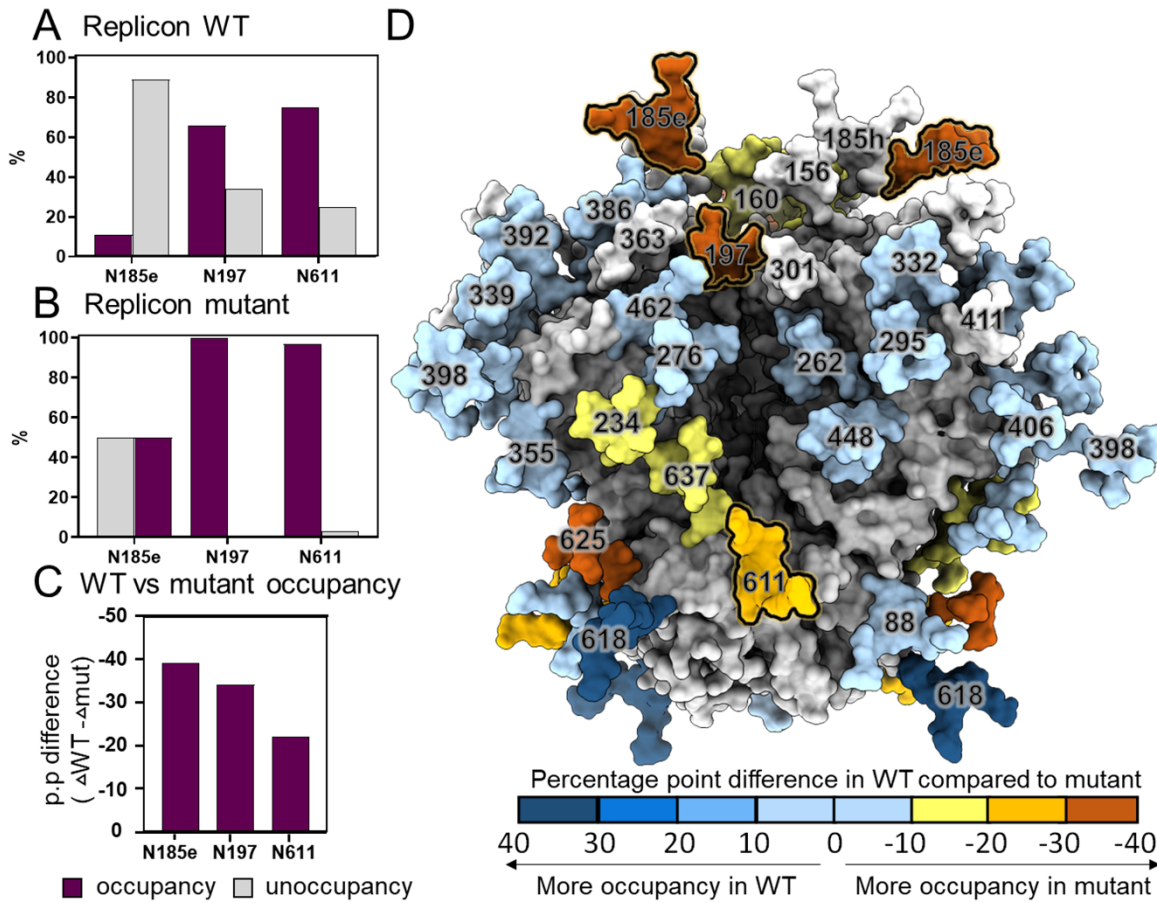 A Replicon WT
100
80
60
40
20
0
%
N185e N197 N611
B Replicon mutant
100
80
60
40
20
0
%
N185e N197 N611
C WT vs mutant occupancy
-50
-40
-30
-20
-10
0
p.p difference
( ΔWT -Δmut)
N185e N197 N611
occupancy unoccupancy
D
185e
185h
185e
156
160
386
392
363
197
301
332
339
462
411
295
276
262
398
406
234
448
398
355
637
625
611
88
618
618
Percentage point difference in WT compared to mutant
40 30 20 10 0 -10 -20 -30 -40
More occupancy in WT More occupancy in mutant